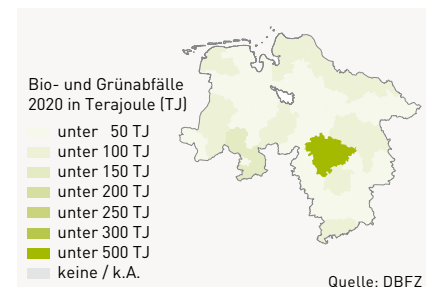 Bio- und Grünabfälle
2020 in Terajoule (TJ)
unter 50 TJ
unter 100 TJ
unter 150 TJ
unter 200 TJ
unter 250 TJ
unter 300 TJ
unter 500 TJ
keine / k.A.
Quelle: DBFZ